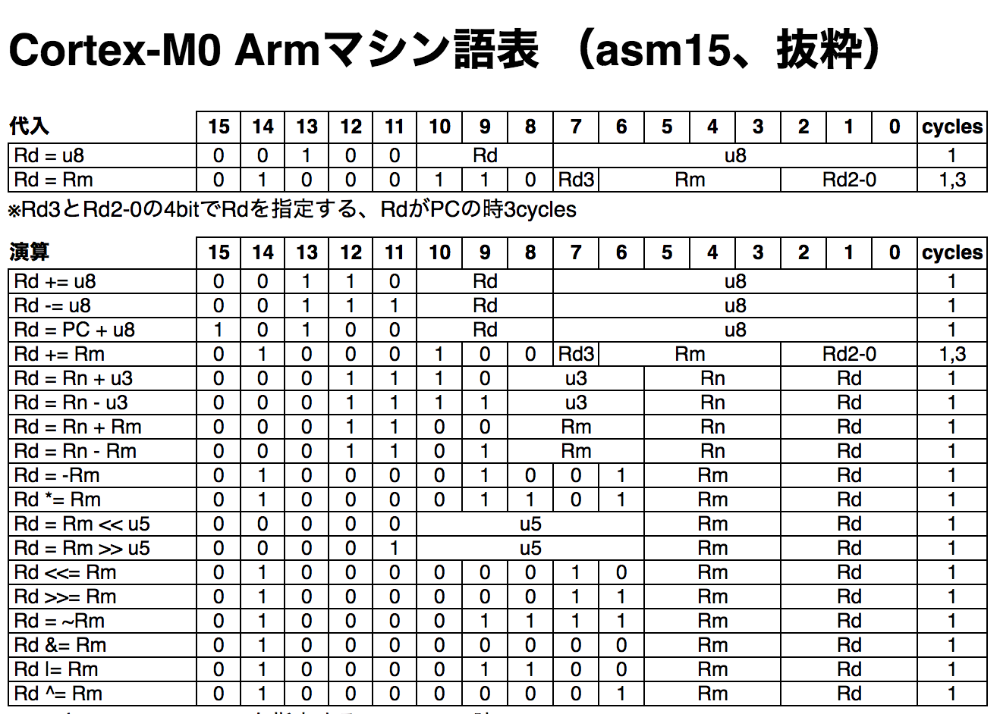 Cortex-M0 Armマシン語表 （asm15、抜粋）
代入 15 14 13 12 11 10 9 8 7 6 5 4 3 2 1 0 cycles
Rd = u8 0 0 1 0 0 Rd u8 1
Rd = Rm 0 1 0 0 0 1 1 0 Rd3 Rm Rd2-0 1,3
※Rd3とRd2-0の4bitでRdを指定する、RdがPCの時3cycles
演算 15 14 13 12 11 10 9 8 7 6 5 4 3 2 1 0 cycles
Rd += u8 0 0 1 1 0 Rd u8 1
Rd -= u8 0 0 1 1 1 Rd u8 1
Rd = PC + u8 1 0 1 0 0 Rd u8 1
Rd += Rm 0 1 0 0 0 1 0 0 Rd3 Rm Rd2-0 1,3
Rd = Rn + u3 0 0 0 1 1 1 0 u3 Rn Rd 1
Rd = Rn - u3 0 0 0 1 1 1 1 u3 Rn Rd 1
Rd = Rn + Rm 0 0 0 1 1 0 0 Rm Rn Rd 1
Rd = Rn - Rm 0 0 0 1 1 0 1 Rm Rn Rd 1
Rd = -Rm 0 1 0 0 0 0 1 0 0 1 Rm Rd 1
Rd *= Rm 0 1 0 0 0 0 1 1 0 1 Rm Rd 1
Rd = Rm << u5 0 0 0 0 0 u5 Rm Rd 1
Rd = Rm >> u5 0 0 0 0 1 u5 Rm Rd 1
Rd <<= Rm 0 1 0 0 0 0 0 0 1 0 Rm Rd 1
Rd >>= Rm 0 1 0 0 0 0 0 0 1 1 Rm Rd 1
Rd = ~Rm 0 1 0 0 0 0 1 1 1 1 Rm Rd 1
Rd &= Rm 0 1 0 0 0 0 0 0 0 0 Rm Rd 1
Rd |= Rm 0 1 0 0 0 0 1 1 0 0 Rm Rd 1
Rd ^= Rm 0 1 0 0 0 0 0 0 0 1 Rm Rd 1